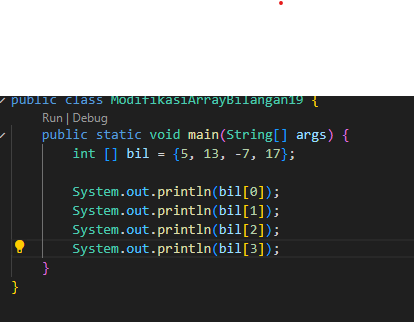 public class ModifikasiArrayBilangan19 {
Run | Debug
public static void main(String[] args) {
int [] bil = {5, 13, -7, 17};
System.out.println(bil[0]);
System.out.println(bil[1]);
System.out.println(bil[2]);
System.out.println(bil[3]);
}
}